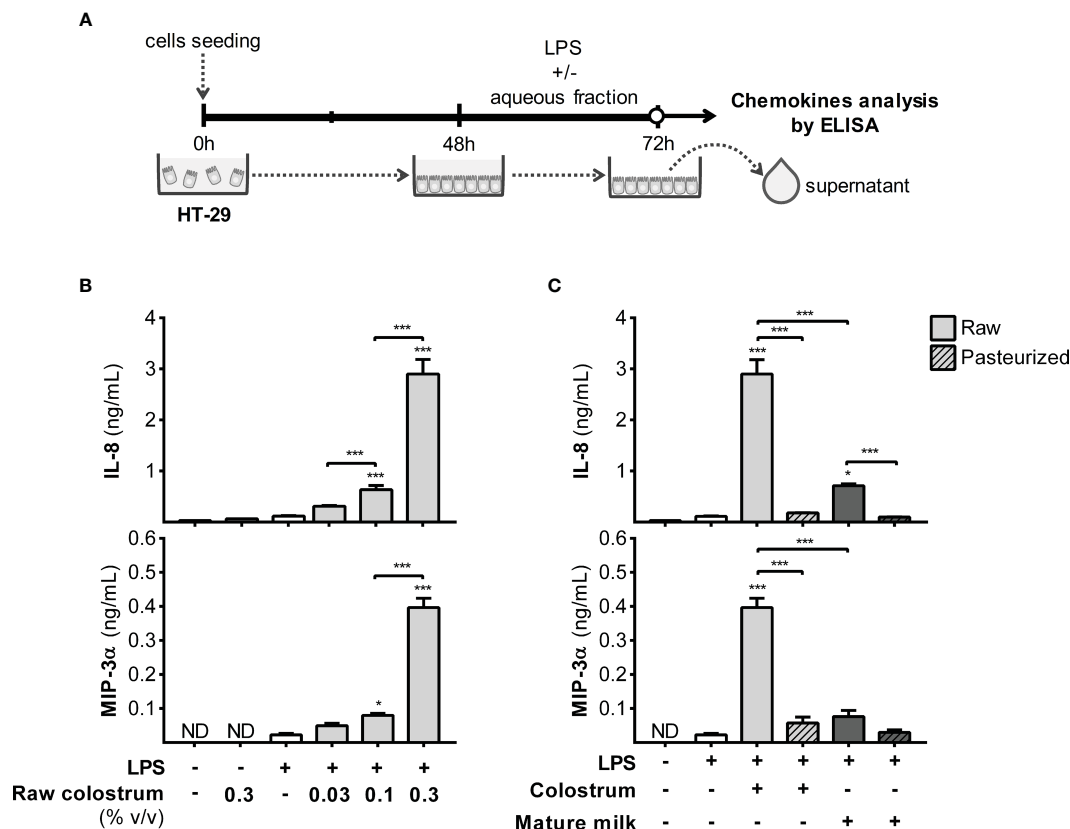 A
cells seeding
LPS
+/-
aqueous fraction
Chemokines analysis
by ELISA
0h
48h
72h
HT-29
supernatant
B
IL-8 (ng/mL)
4
3
2
1
***
***
***
***
MIP-3α (ng/mL)
0.6
0.5
0.4
0.3
0.2
0.1
***
***
*
ND
ND
LPS - - + + + +
Raw colostrum - 0.3 - 0.03 0.1 0.3
(% v/v)
C
Raw
Pasteurized
IL-8 (ng/mL)
4
3
2
1
***
***
***
***
*
MIP-3α (ng/mL)
0.6
0.5
0.4
0.3
0.2
0.1
***
***
***
ND
LPS - + + + + +
Colostrum - - + + - -
Mature milk - - - - + +